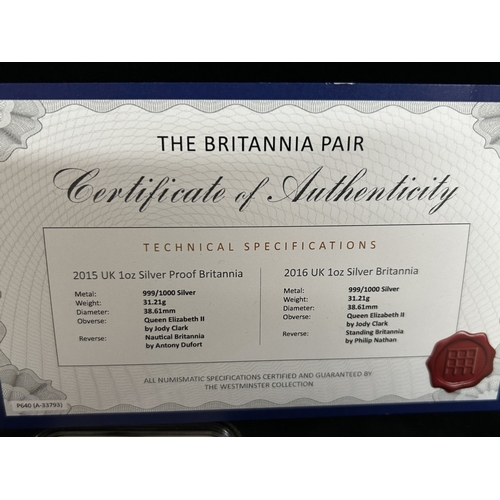 THE BRITANNIA PAIR
Certificate of Authenticity
TECHNICAL SPECIFICATIONS
2015 UK 1oz Silver Proof Britannia
Metal: 999/1000 Silver
Weight: 31.21g
Diameter: 38.61mm
Obverse: Queen Elizabeth II
by Jody Clark
Reverse: Nautical Britannia
by Antony Dufort
2016 UK 1oz Silver Britannia
Metal: 999/1000 Silver
Weight: 31.21g
Diameter: 38.61mm
Obverse: Queen Elizabeth II
by Jody Clark
Reverse: Standing Britannia
by Philip Nathan
ALL NUMISMATIC SPECIFICATIONS CERTIFIED AND GUARANTEED BY
THE WESTMINSTER COLLECTION
P640 (A-33793)